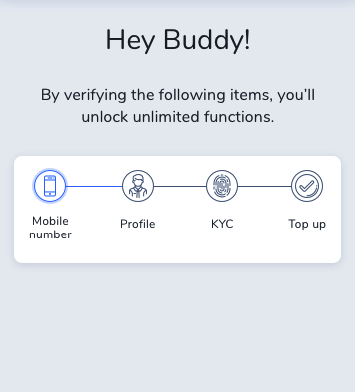 Hey Buddy!
By verifying the following items, you’ll
unlock unlimited functions.
Mobile
number
Profile
KYC
Top up